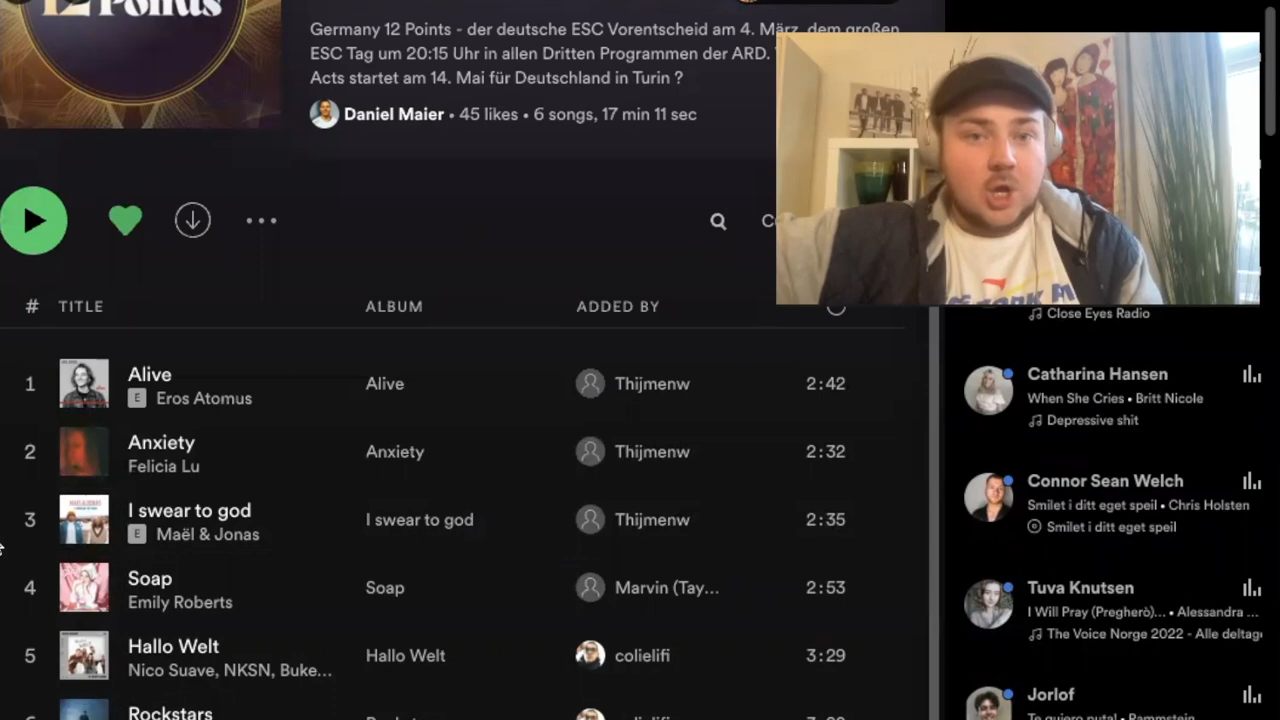 12 Points
Germany 12 Points - der deutsche ESC Vorentscheid am 4. März, dem großen
ESC Tag um 20:15 Uhr in allen Dritten Programmen der ARD.
Acts startet am 14. Mai für Deutschland in Turin ?
Daniel Maier • 45 likes • 6 songs, 17 min 11 sec
# TITLE ALBUM ADDED BY
1 Alive Alive Thijmenw 2:42
E Eros Atomus
2 Anxiety Anxiety Thijmenw 2:32
Felicia Lu
3 I swear to god I swear to god Thijmenw 2:35
E Maël & Jonas
4 Soap Soap Marvin (Tay... 2:53
Emily Roberts
5 Hallo Welt Hallo Welt colielifi 3:29
Nico Suave, NKSN, Buke...
Rockstars
Close Eyes Radio
Catharina Hansen
When She Cries • Britt Nicole
Depressive shit
Connor Sean Welch
Smilet i ditt eget speil • Chris Holsten
Smilet i ditt eget speil
Tuva Knutsen
I Will Pray (Pregherò)... • Alessandra ...
The Voice Norge 2022 - Alle deltag
Jorlof
Te quiero puta! • Rammstein